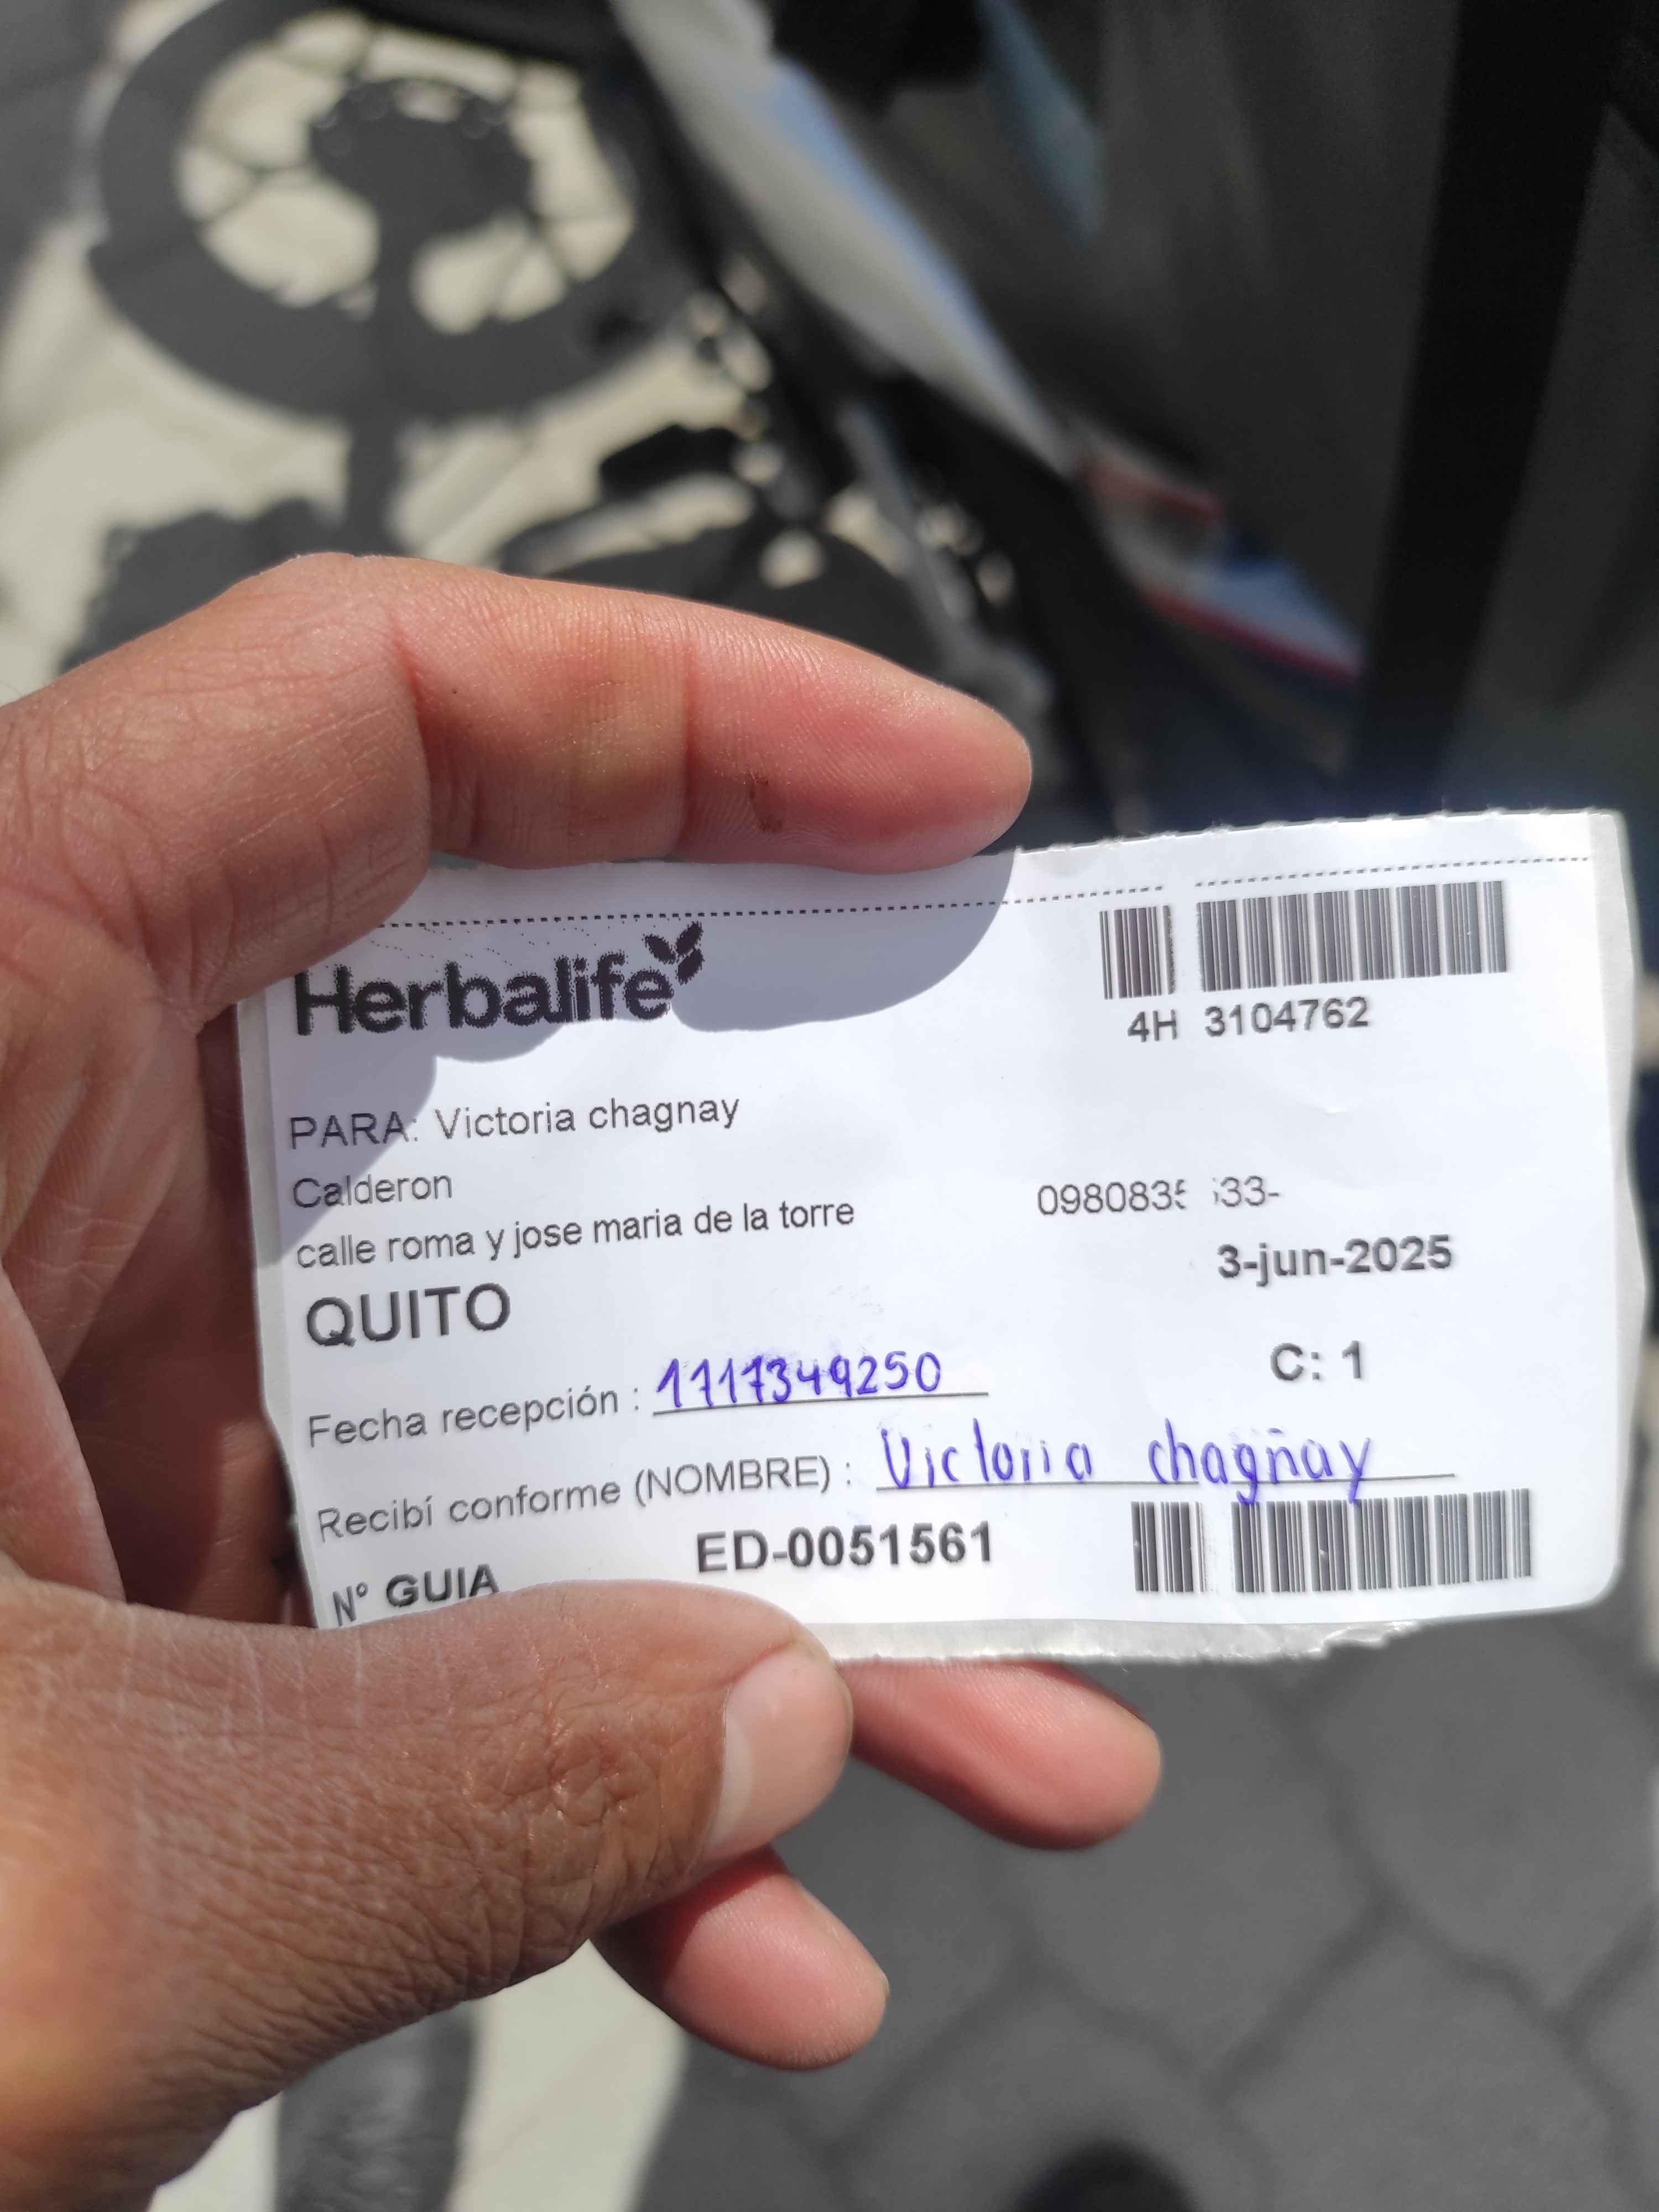 Herbalife
4H 3104762
PARA: Victoria chagnay
Calderon
calle roma y jose maria de la torre
3-jun-2025
QUITO
C: 1
Fecha recepción : 1717349250
Recibí conforme (NOMBRE) : Victoria chagñay
Nº GUIA ED-0051561